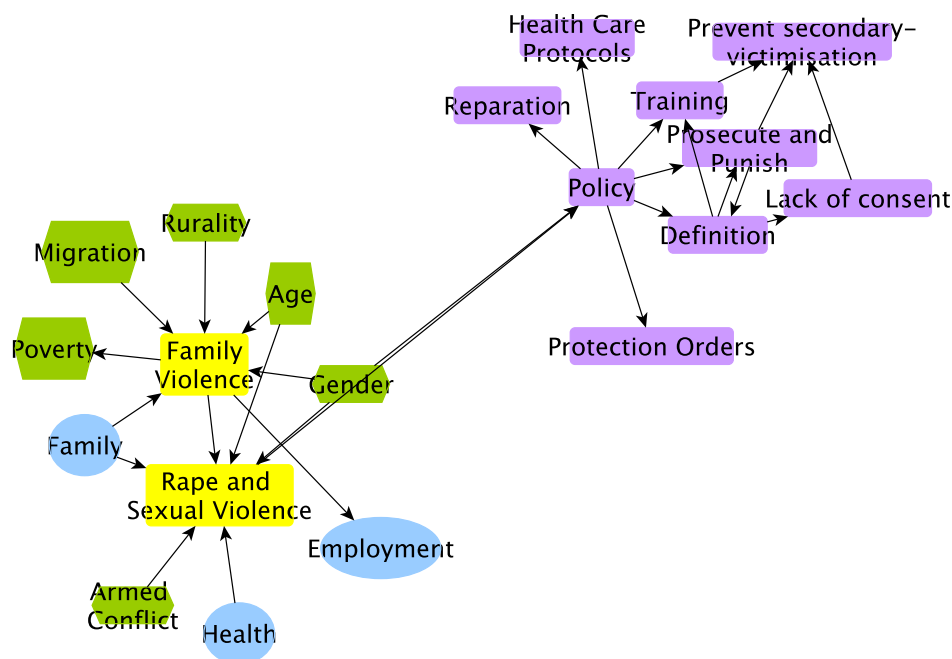 Health Care
Protocols
Prevent secondary-
victimisation
Reparation
Training
Prosecute and
Punish
Policy
Lack of consent
Definition
Rurality
Migration
Age
Protection Orders
Poverty
Family
Violence
Gender
Family
Rape and
Sexual Violence
Employment
Armed
Conflict
Health